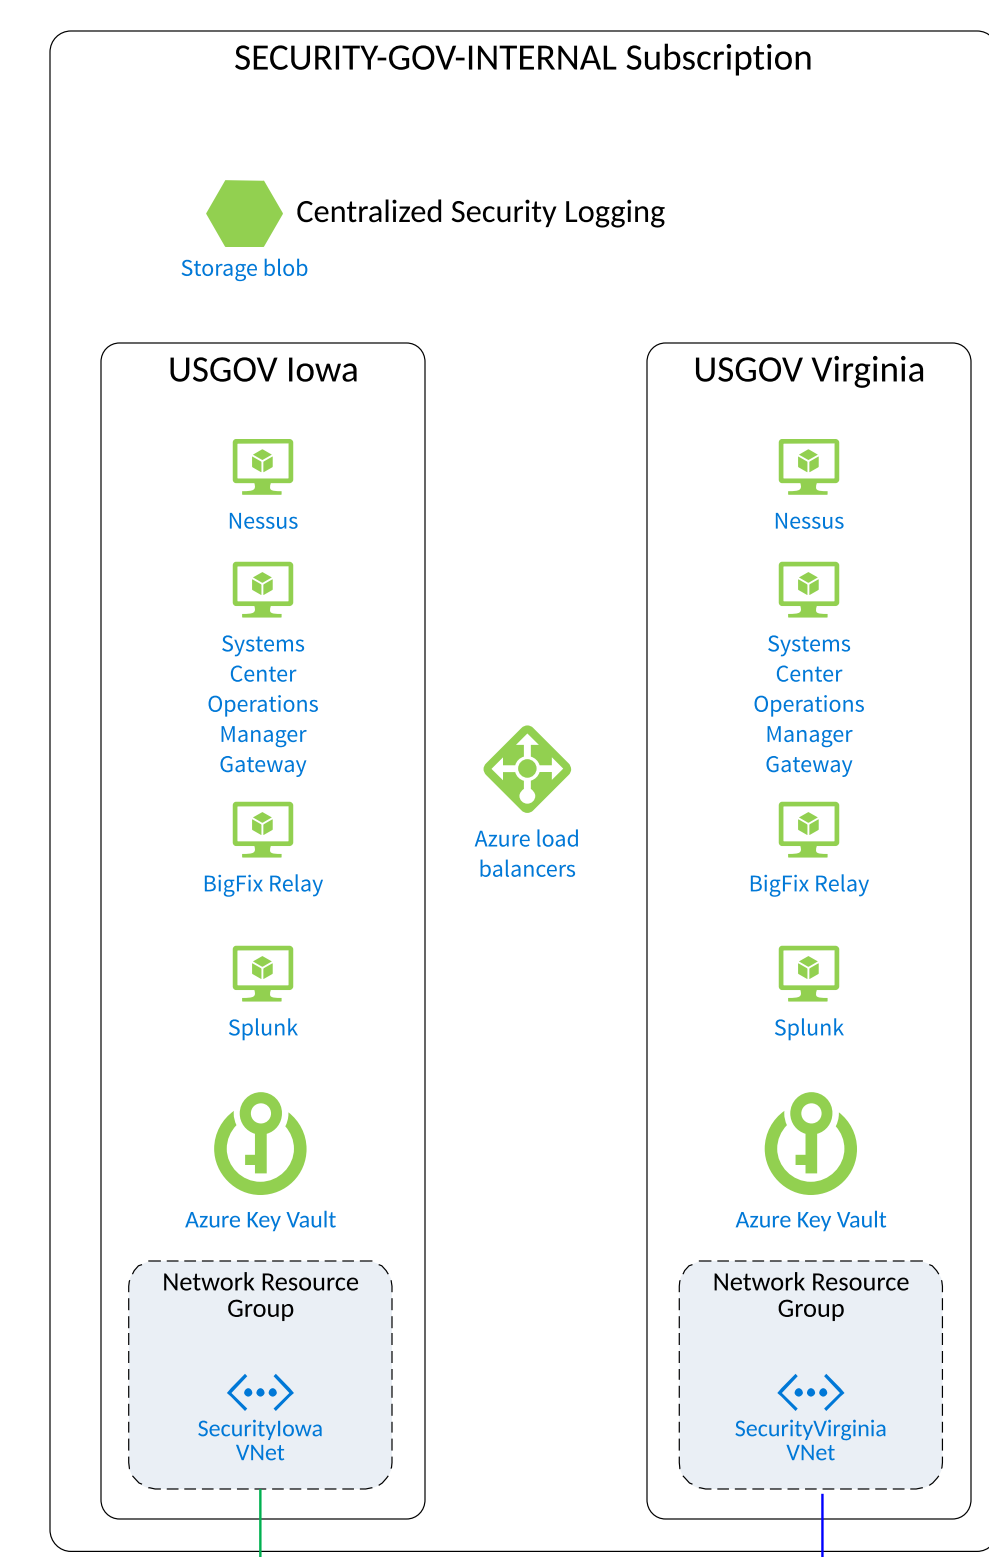 SECURITY-GOV-INTERNAL Subscription
Centralized Security Logging
Storage blob
USGOV Iowa
Nessus
Systems
Center
Operations
Manager
Gateway
BigFix Relay
Splunk
Azure Key Vault
Network Resource
Group
SecurityIowa
VNet
Azure load
balancers
USGOV Virginia
Nessus
Systems
Center
Operations
Manager
Gateway
BigFix Relay
Splunk
Azure Key Vault
Network Resource
Group
SecurityVirginia
VNet